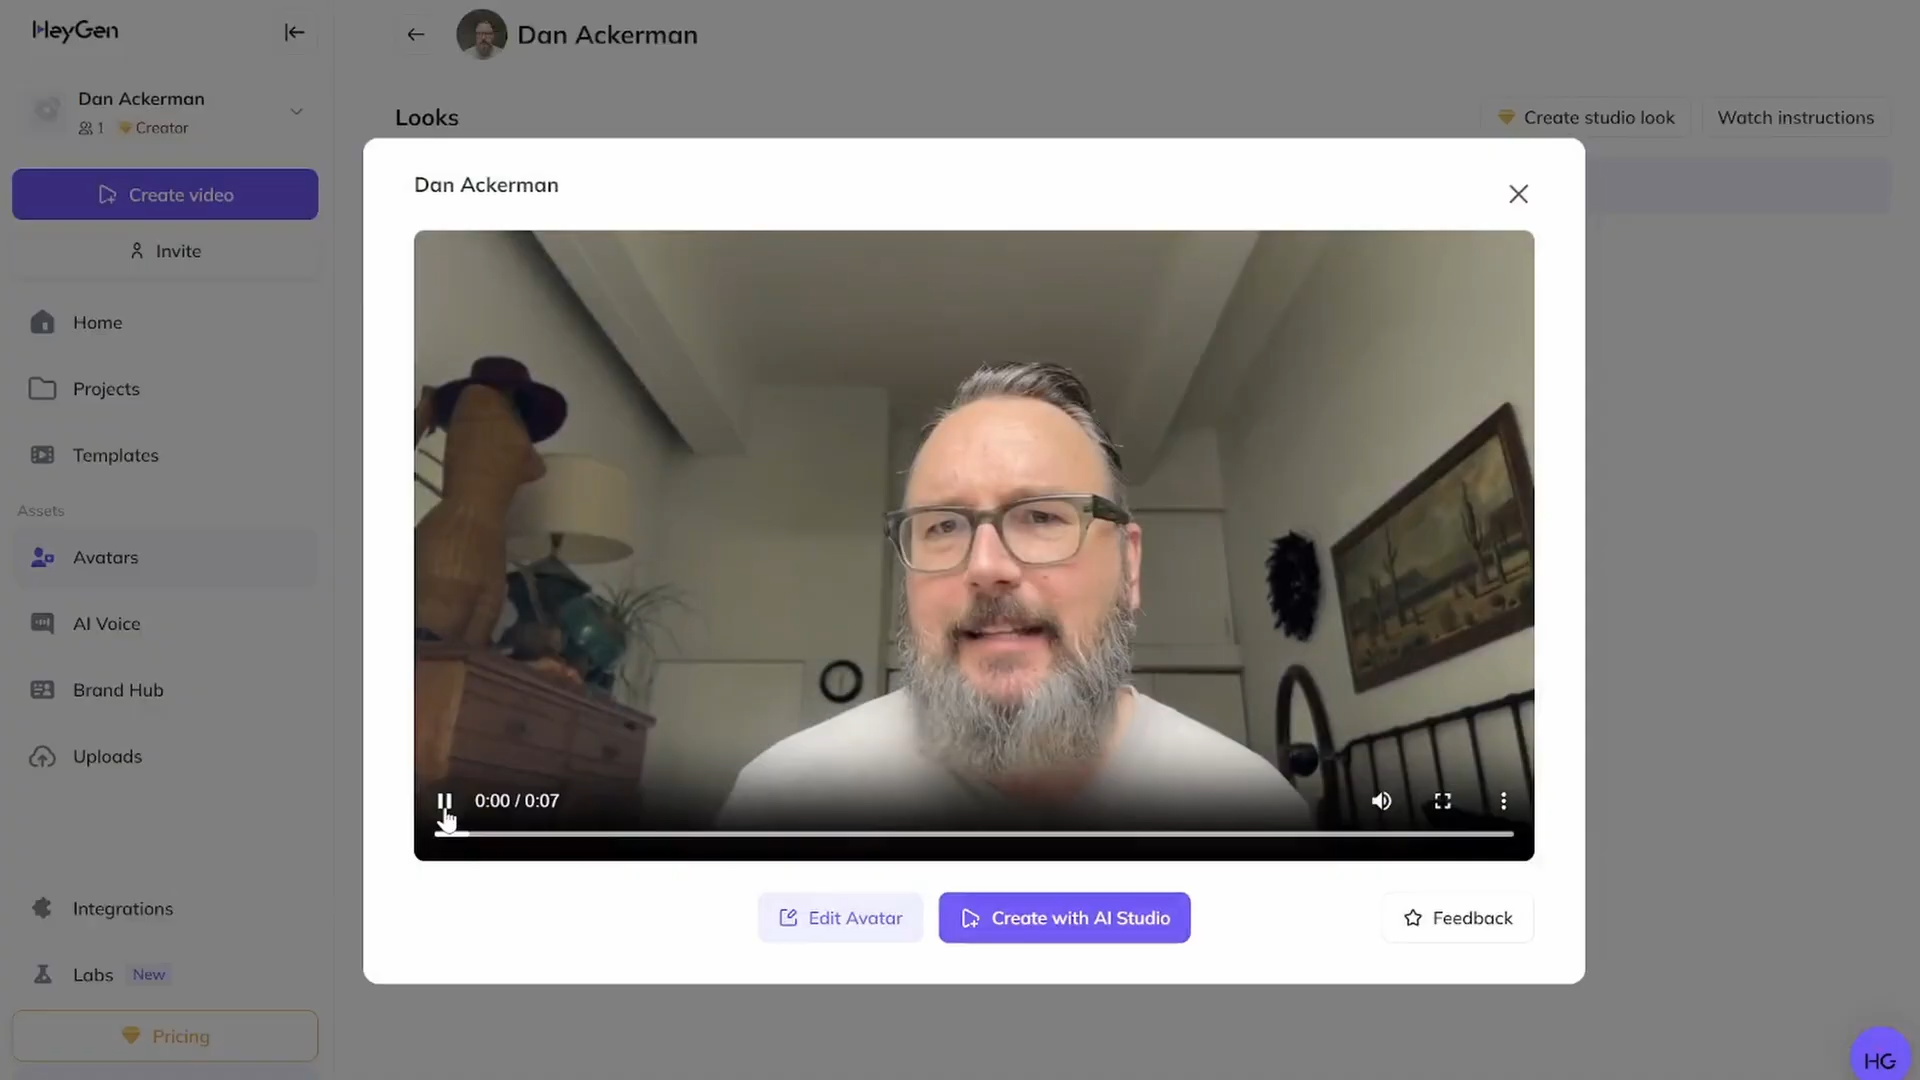 HeyGen
Dan Ackerman
1 Creator
Create video
Invite
Home
Projects
Templates
Assets
Avatars
AI Voice
Brand Hub
Uploads
Integrations
Labs New
Pricing
Dan Ackerman
Looks
Create studio look
Watch instructions
Dan Ackerman
0:00 / 0:07
Edit Avatar
Create with AI Studio
Feedback
HG